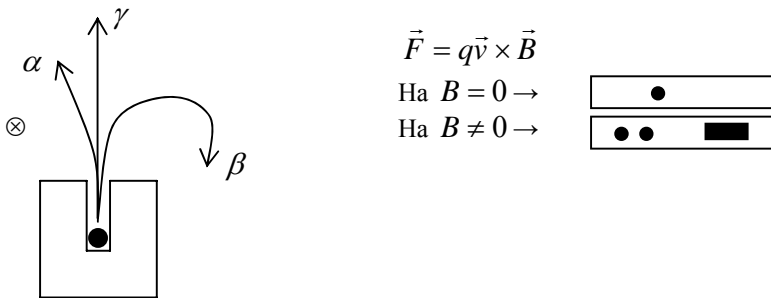 γ
α
⊗
β
F⃗ = qv⃗ × B⃗
Ha B = 0 →
Ha B ≠ 0 →